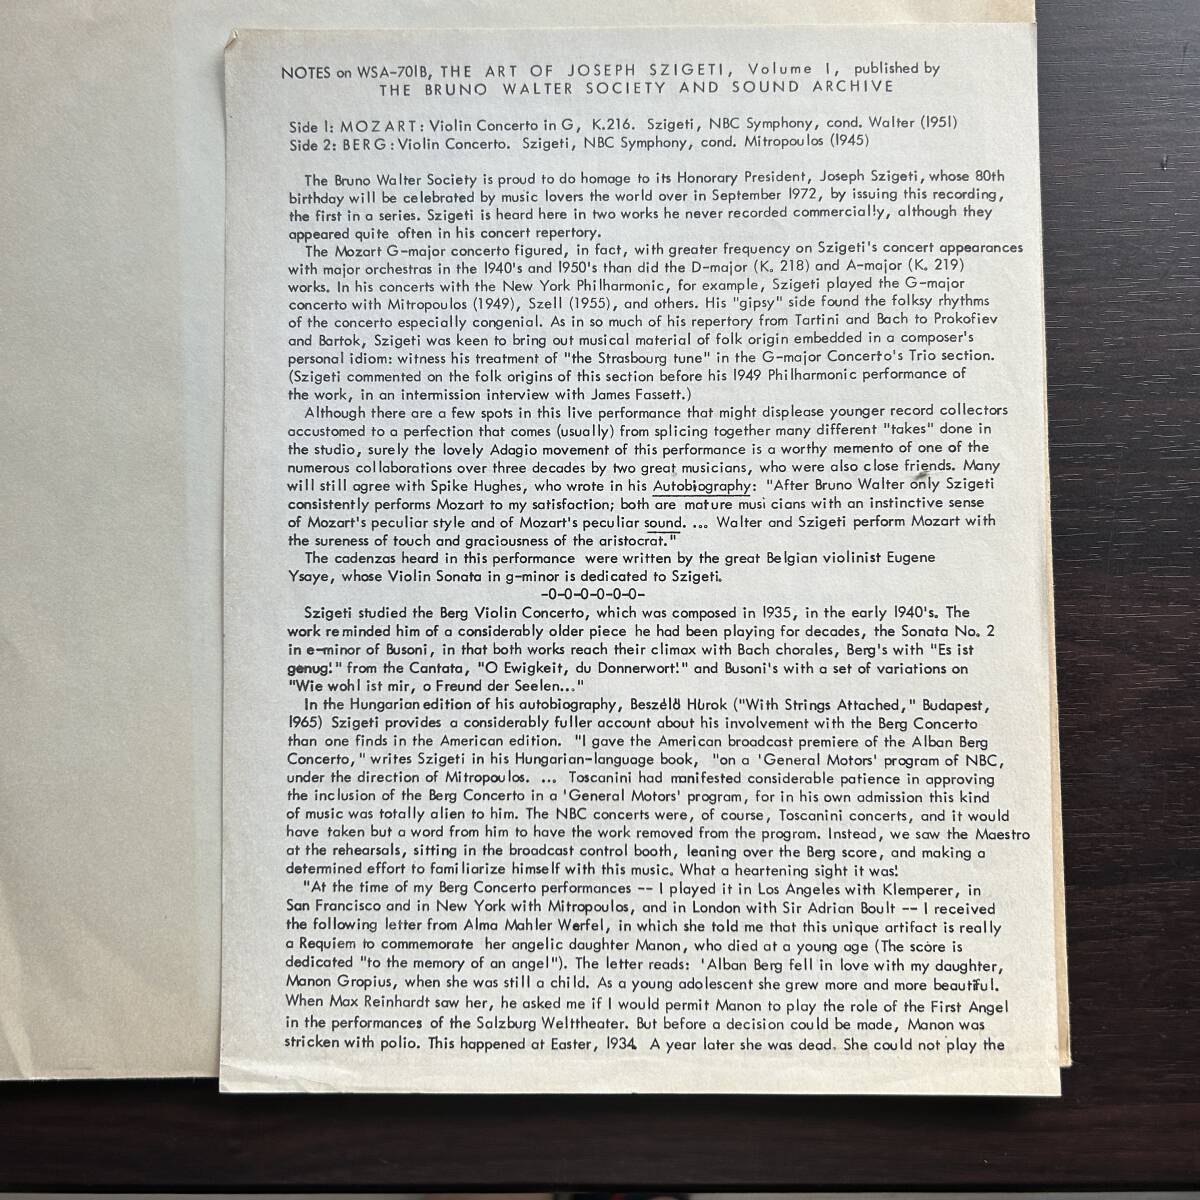 NOTES on WSA-701B, THE ART OF JOSEPH SZIGETI, Volume 1, published by
THE BRUNO WALTER SOCIETY AND SOUND ARCHIVE
Side 1: MOZART: Violin Concerto in G, K.216. Szigeti, NBC Symphony, cond. Walter (1951)
Side 2: BERG: Violin Concerto. Szigeti, NBC Symphony, cond. Mitropoulos (1945)
The Bruno Walter Society is proud to do homage to its Honorary President, Joseph Szigeti, whose 80th
birthday will be celebrated by music lovers the world over in September 1972, by issuing this recording,
the first in a series. Szigeti is heard here in two works he never recorded commercially, although they
appeared quite often in his concert repertory.
The Mozart G-major concerto figured, in fact, with greater frequency on Szigeti's concert appearances
with major orchestras in the 1940's and 1950's than did the D-major (K. 218) and A-major (K. 219)
works. In his concerts with the New York Philharmonic, for example, Szigeti played the G-major
concerto with Mitropoulos (1949), Szell (1955), and others. His "gipsy" side found the folksy rhythms
of the concerto especially congenial. As in so much of his repertory from Tartini and Bach to Prokofiev
and Bartok, Szigeti was keen to bring out musical material of folk origin embedded in a composer's
personal idiom: witness his treatment of "the Strasbourg tune" in the G-major Concerto's Trio section.
(Szigeti commented on the folk origins of this section before his 1949 Philharmonic performance of
the work, in an intermission interview with James Fassett.)
Although there are a few spots in this live performance that might displease younger record collectors
accustomed to a perfection that comes (usually) from splicing together many different "takes" done in
the studio, surely the lovely Adagio movement of this performance is a worthy memento of one of the
numerous collaborations over three decades by two great musicians, who were also close friends. Many
will still agree with Spike Hughes, who wrote in his Autobiography: "After Bruno Walter only Szigeti
consistently performs Mozart to my satisfaction; both are mature musi cians with an instinctive sense
of Mozart's peculiar style and of Mozart's peculiar sound. ... Walter and Szigeti perform Mozart with
the sureness of touch and graciousness of the aristocrat."
The cadenzas heard in this performance were written by the great Belgian violinist Eugene
Ysaye, whose Violin Sonata in g-minor is dedicated to Szigeti.
-0-0-0-0-0-0-
Szigeti studied the Berg Violin Concerto, which was composed in 1935, in the early 1940's. The
work reminded him of a considerably older piece he had been playing for decades, the Sonata No. 2
in e-minor of Busoni, in that both works reach their climax with Bach chorales, Berg's with "Es ist
genug!" from the Cantata, "O Ewigkeit, du Donnerwort!" and Busoni's with a set of variations on
"Wie wohl ist mir, o Freund der Seelen..."
In the Hungarian edition of his autobiography, Beszélő Húrok ("With Strings Attached," Budapest,
1965) Szigeti provides a considerably fuller account about his involvement with the Berg Concerto
than one finds in the American edition. "I gave the American broadcast premiere of the Alban Berg
Concerto," writes Szigeti in his Hungarian-language book, "on a 'General Motors' program of NBC,
under the direction of Mitropoulos. ... Toscanini had manifested considerable patience in approving
the inclusion of the Berg Concerto in a 'General Motors' program, for in his own admission this kind
of music was totally alien to him. The NBC concerts were, of course, Toscanini concerts, and it would
have taken but a word from him to have the work removed from the program. Instead, we saw the Maestro
at the rehearsals, sitting in the broadcast control booth, leaning over the Berg score, and making a
determined effort to familiarize himself with this music. What a heartening sight it was!
"At the time of my Berg Concerto performances -- I played it in Los Angeles with Klemperer, in
San Francisco and in New York with Mitropoulos, and in London with Sir Adrian Boult -- I received
the following letter from Alma Mahler Werfel, in which she told me that this unique artifact is really
a Requiem to commemorate her angelic daughter Manon, who died at a young age (The score is
dedicated "to the memory of an angel"). The letter reads: 'Alban Berg fell in love with my daughter,
Manon Gropius, when she was still a child. As a young adolescent she grew more and more beautiful.
When Max Reinhardt saw her, he asked me if I would permit Manon to play the role of the First Angel
in the performances of the Salzburg Welttheater. But before a decision could be made, Manon was
stricken with polio. This happened at Easter, 1934. A year later she was dead. She could not play the